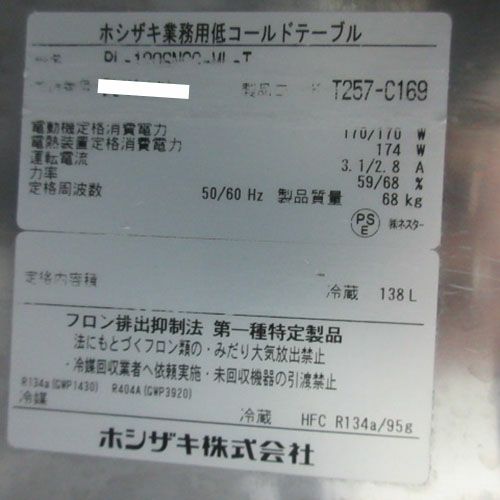 ホシザキ業務用低コールドテーブル
T257-C169
電動機定格消費電力 170/170 W
電熱装置定格消費電力 174 W
運転電流 3.1/2.8 A
力率 59/68 %
定格周波数 50/60 Hz 製品質量 68 kg
PS E ㈱ネスター
定格内容積
冷蔵 138 L
フロン排出抑制法 第一種特定製品
・法にもとづくフロン類の・みだり大気放出禁止
・冷媒回収業者へ依頼実施・未回収機器の引渡禁止
R134a(GWP1430) R404A(GWP3920)
冷媒 冷蔵 HFC R134a/95g
ホシザキ株式会社